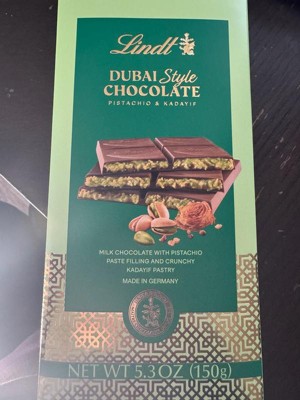 Lindt
DUBAI Style
CHOCOLATE
PISTACHIO & KADAYIF
MILK CHOCOLATE WITH PISTACHIO
PASTE FILLING AND CRUNCHY
KADAYIF PASTRY
MADE IN GERMANY
NET WT 5.3 OZ (150g)